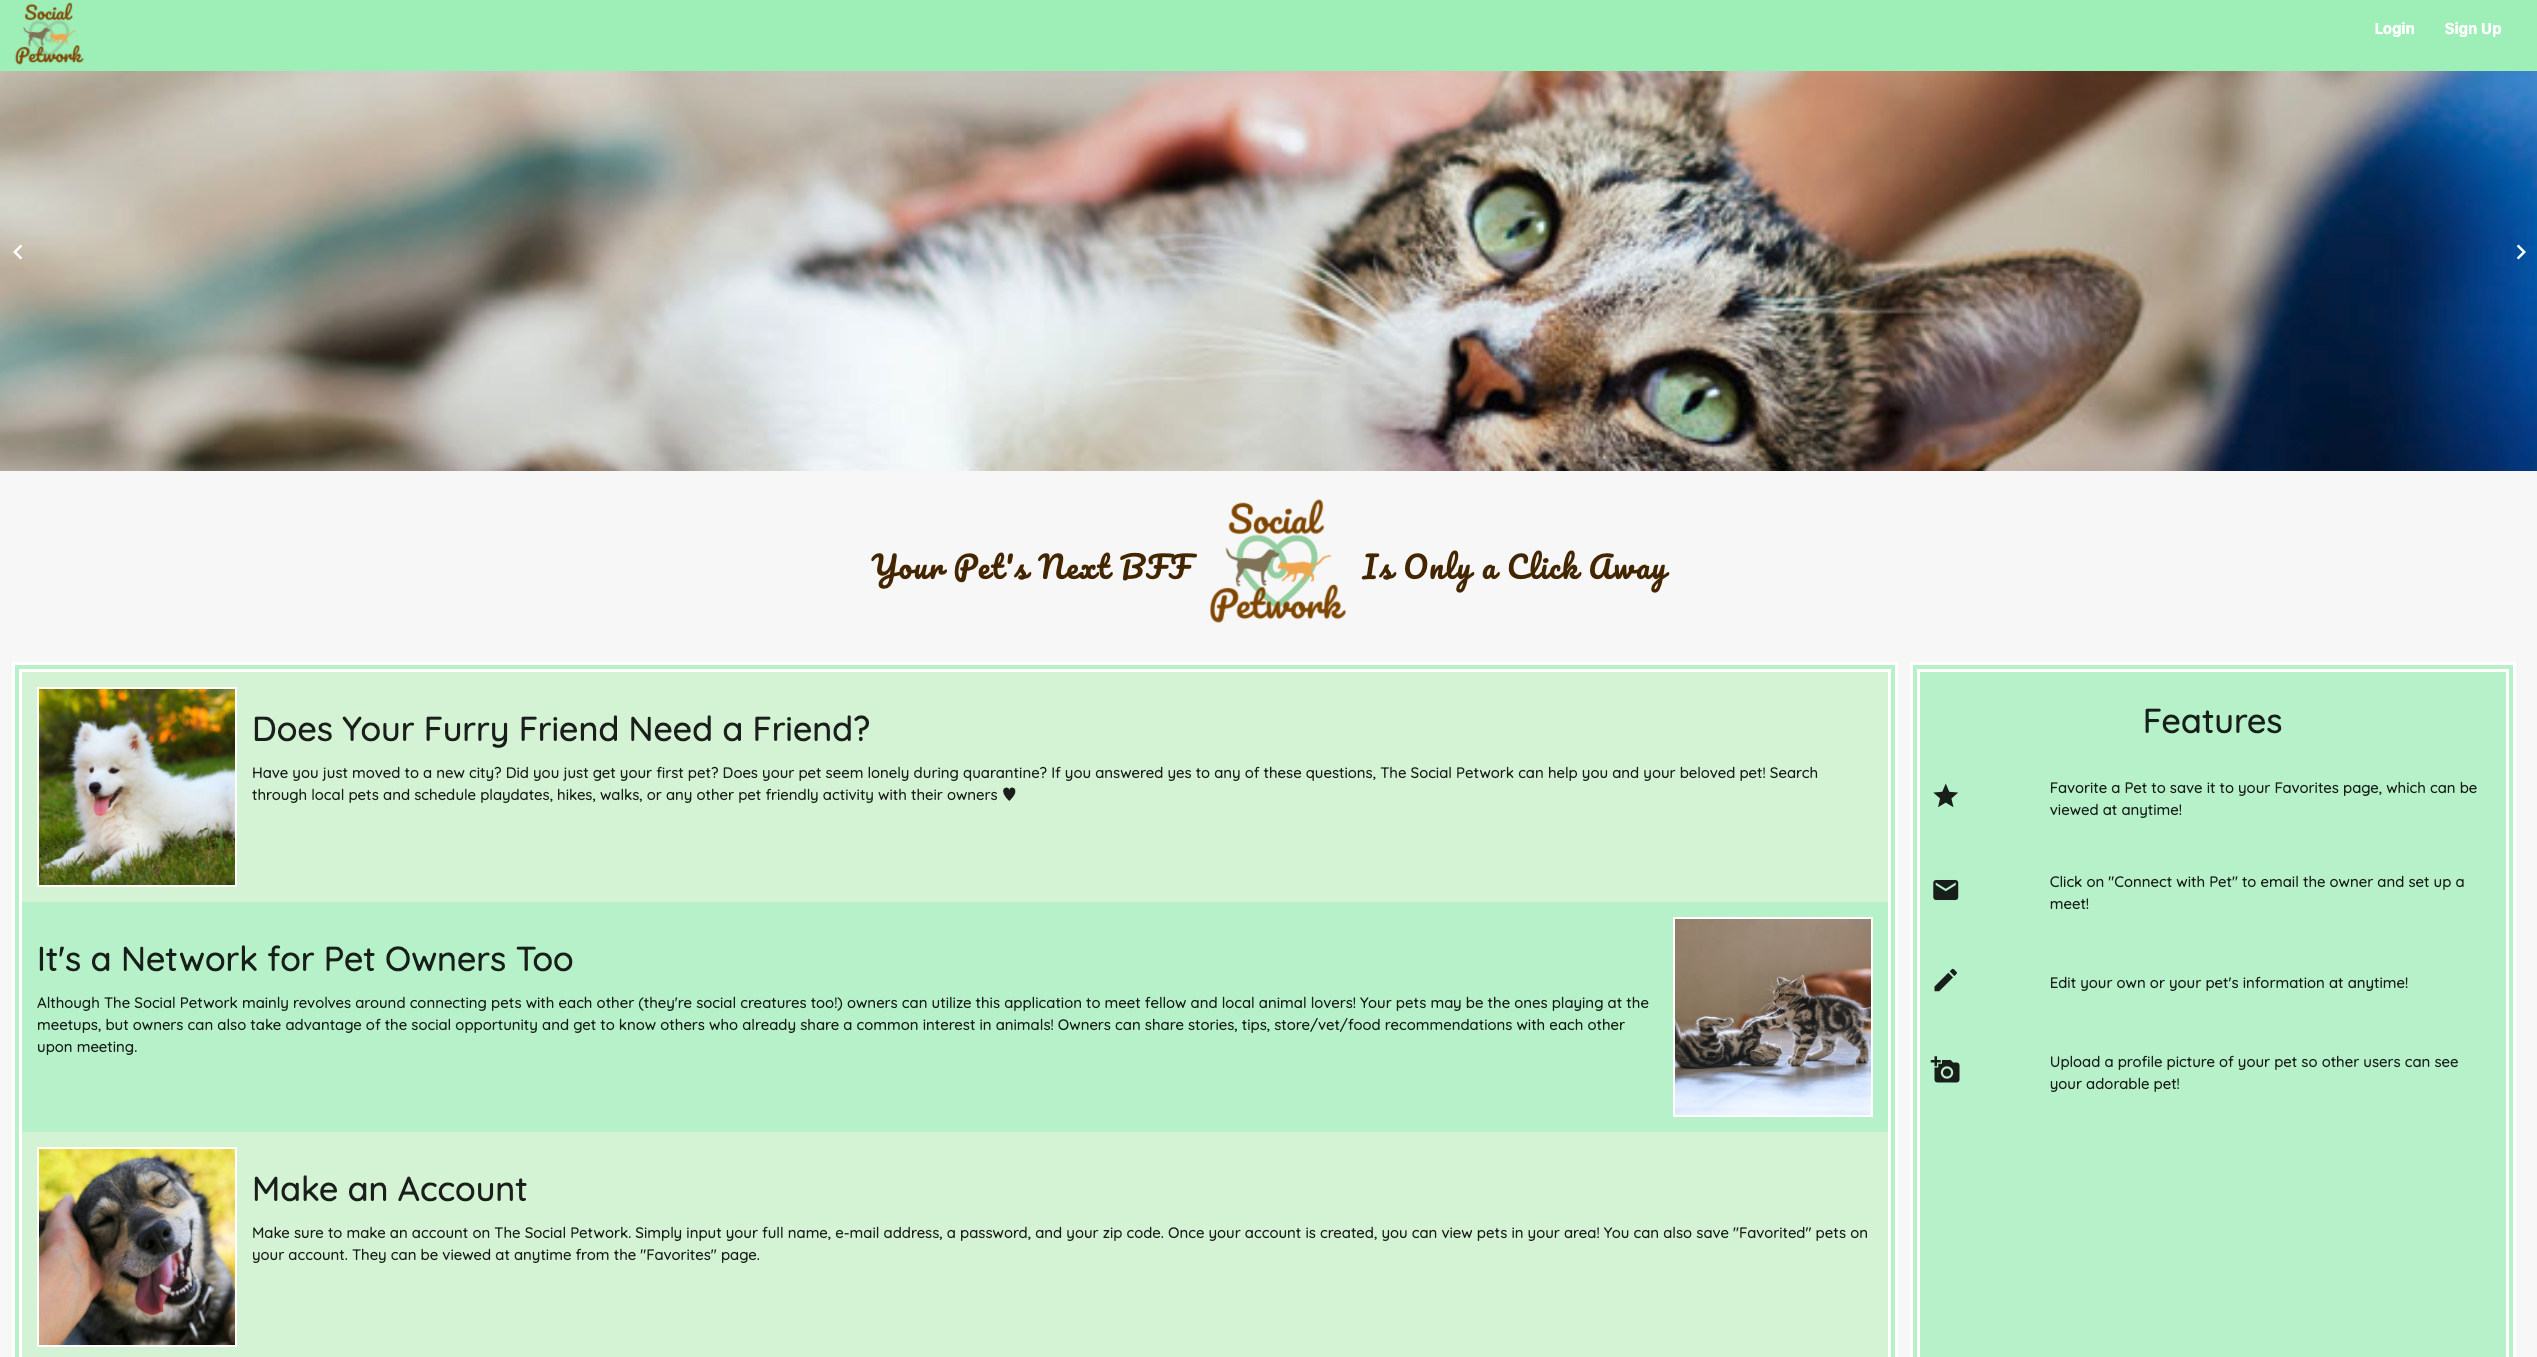 Social
Petwork
Login
Sign Up
Your Pet's Next BFF
Social
Petwork
Is Only a Click Away
Does Your Furry Friend Need a Friend?
Have you just moved to a new city? Did you just get your first pet? Does your pet seem lonely during quarantine? If you answered yes to any of these questions, The Social Petwork can help you and your beloved pet! Search
through local pets and schedule playdates, hikes, walks, or any other pet friendly activity with their owners ♥
It's a Network for Pet Owners Too
Although The Social Petwork mainly revolves around connecting pets with each other (they're social creatures too!) owners can utilize this application to meet fellow and local animal lovers! Your pets may be the ones playing at the
meetups, but owners can also take advantage of the social opportunity and get to know others who already share a common interest in animals! Owners can share stories, tips, store/vet/food recommendations with each other
upon meeting.
Make an Account
Make sure to make an account on The Social Petwork. Simply input your full name, e-mail address, a password, and your zip code. Once your account is created, you can view pets in your area! You can also save "Favorited" pets on
your account. They can be viewed at anytime from the "Favorites" page.
Features
Favorite a Pet to save it to your Favorites page, which can be
viewed at anytime!
Click on "Connect with Pet" to email the owner and set up a
meet!
Edit your own or your pet's information at anytime!
Upload a profile picture of your pet so other users can see
your adorable pet!